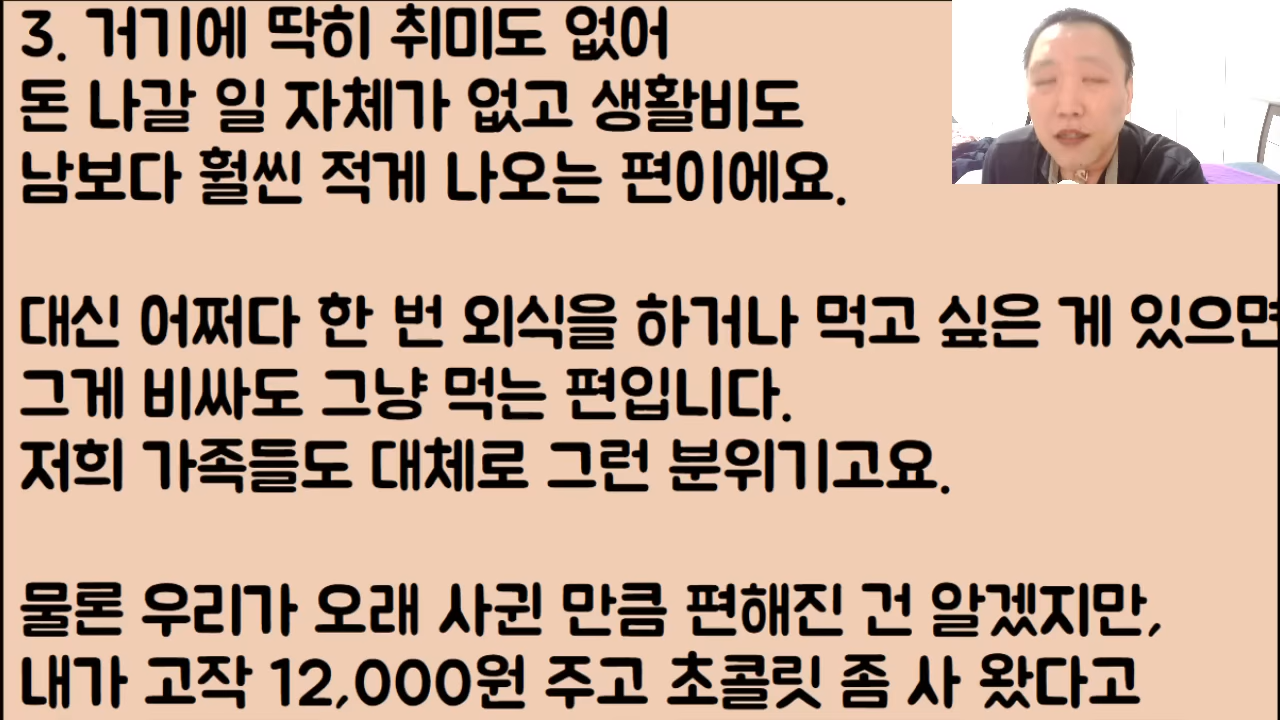 3. 거기에 딱히 취미도 없어
돈 나갈 일 자체가 없고 생활비도
남보다 훨씬 적게 나오는 편이에요.
대신 어쩌다 한 번 외식을 하거나 먹고 싶은 게 있으면
그게 비싸도 그냥 먹는 편입니다.
저희 가족들도 대체로 그런 분위기고요.
물론 우리가 오래 사귄 만큼 편해진 건 알겠지만,
내가 고작 12,000원 주고 초콜릿 좀 사 왔다고